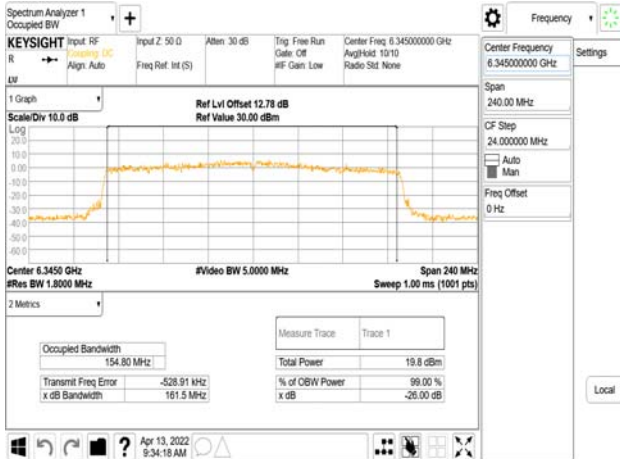 Spectrum Analyzer 1
Occupied BW
Frequency
KEYSIGHT
Input: RF
Coupling: DC
Align: Auto
Input Z: 50 Ω
Freq Ref: Int (S)
Atten: 30 dB
Trig: Free Run
Gate: Off
#IF Gain: Low
Center Freq: 6.345000000 GHz
Avg|Hold: 10/10
Radio Std: None
R
LXI
Center Frequency
6.345000000 GHz
Settings
Span
240.00 MHz
CF Step
24.000000 MHz
Auto
Man
Freq Offset
0 Hz
Local
1 Graph
Scale/Div 10.0 dB
Ref Lvl Offset 12.78 dB
Ref Value 30.00 dBm
Log
20.0
10.0
0.00
-10.0
-20.0
-30.0
-40.0
-50.0
-60.0
Center 6.3450 GHz
#Video BW 5.0000 MHz
Span 240 MHz
#Res BW 1.8000 MHz
Sweep 1.00 ms (1001 pts)
2 Metrics
Measure Trace
Trace 1
Occupied Bandwidth
154.80 MHz
Total Power
19.8 dBm
Transmit Freq Error
-528.91 kHz
% of OBW Power
99.00 %
x dB Bandwidth
161.5 MHz
x dB
-26.00 dB
?
Apr 13, 2022
9:34:18 AM